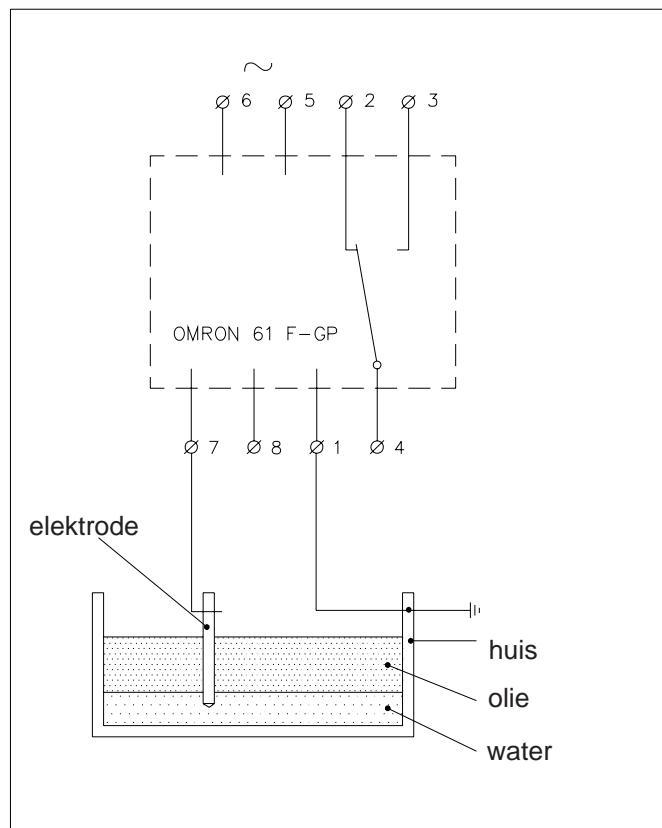 ~
6 5 2 3
OMRON 61 F-GP
7 8 1 4
elektrode
huis
olie
water